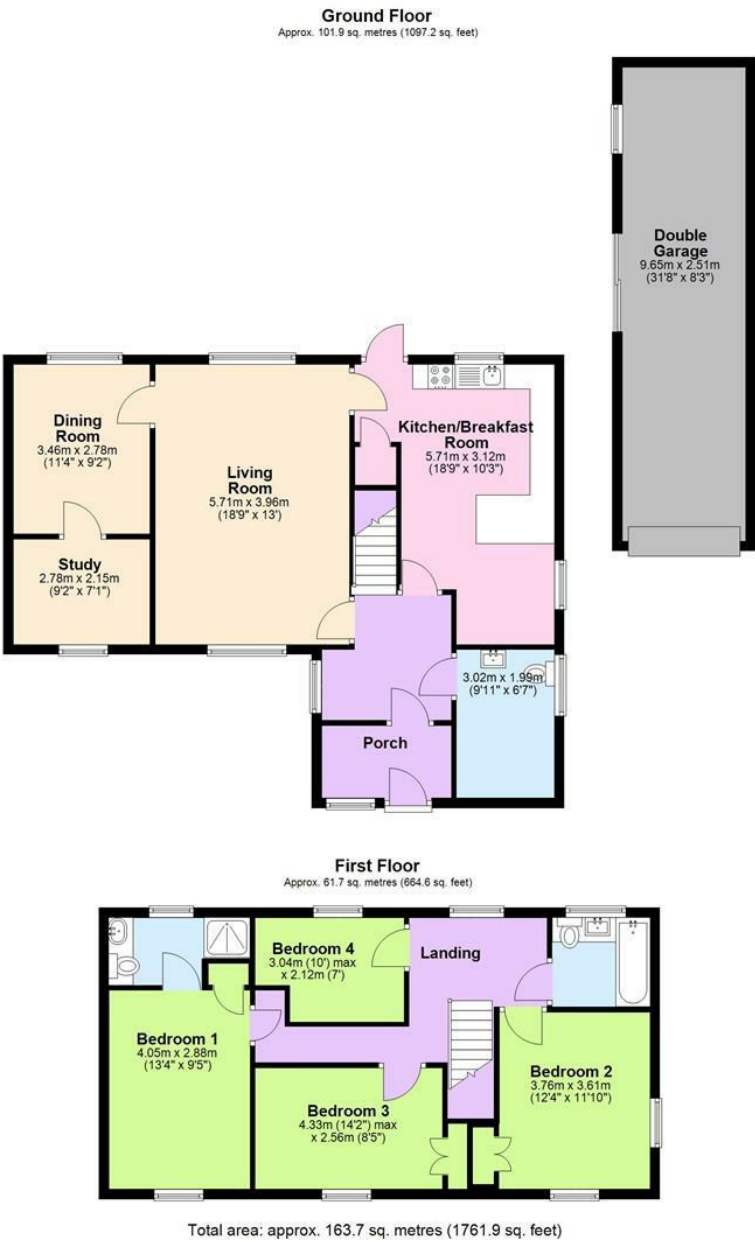 Ground Floor
Approx. 101.9 sq. metres (1097.2 sq. feet)
Double
Garage
9.65m x 2.51m
(31'8" x 8'3")
Dining
Room
3.46m x 2.78m
(11'4" x 9'2")
Living
Room
5.71m x 3.96m
(18'9" x 13')
Kitchen/Breakfast
Room
5.71m x 3.12m
(18'9" x 10'3")
Study
2.78m x 2.15m
(9'2" x 7'1")
3.02m x 1.99m
(9'11" x 6'7")
Porch
First Floor
Approx. 61.7 sq. metres (664.6 sq. feet)
Bedroom 4
3.04m (10') max
x 2.12m (7')
Landing
Bedroom 1
4.05m x 2.88m
(13'4" x 9'5")
Bedroom 2
3.76m x 3.61m
(12'4" x 11'10")
Bedroom 3
4.33m (14'2") max
x 2.56m (8'5")
Total area: approx. 163.7 sq. metres (1761.9 sq. feet)